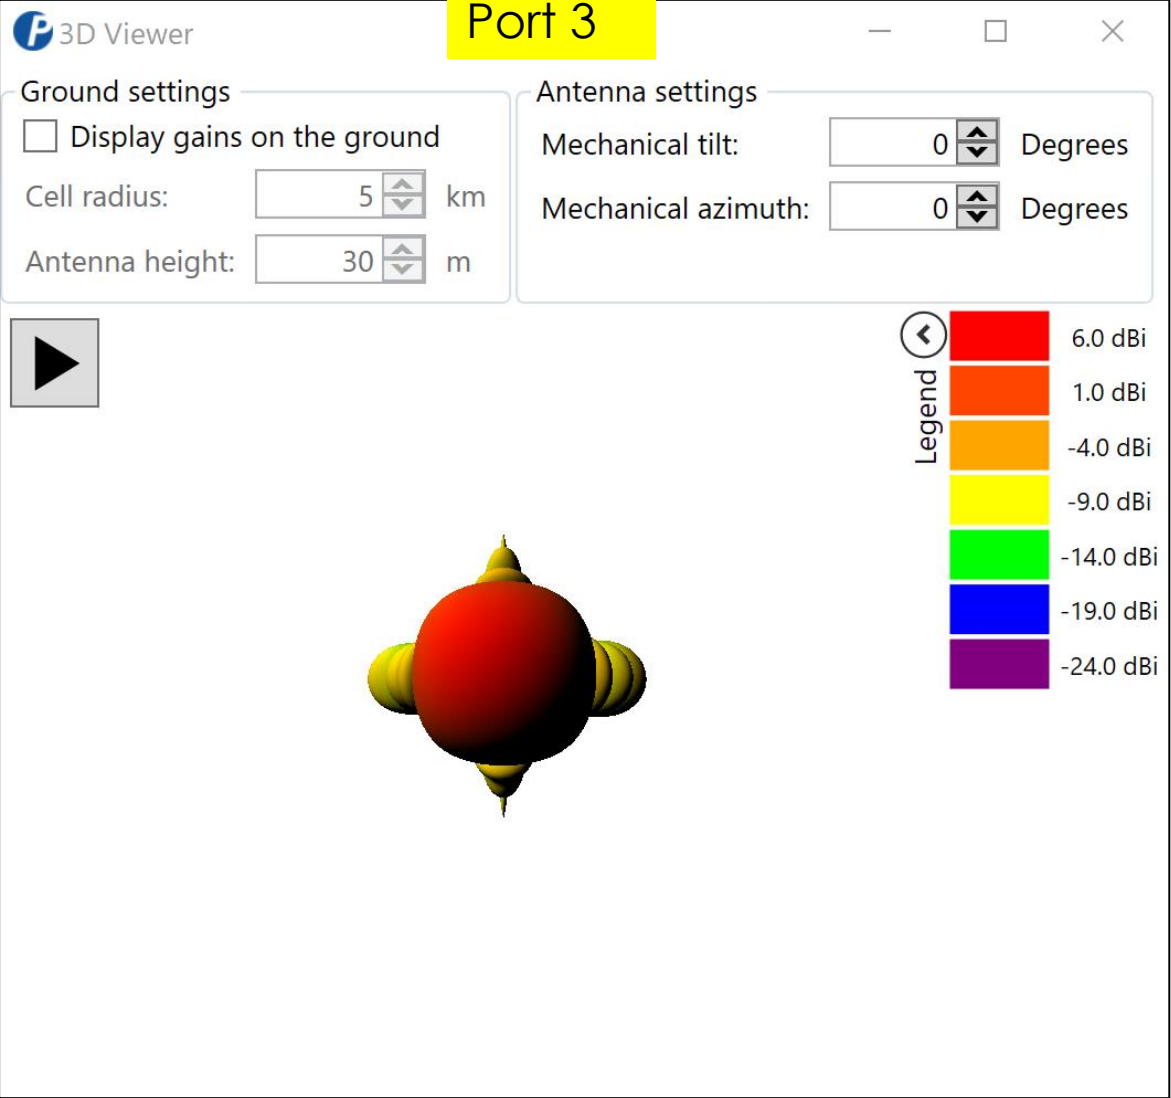 Port 3
3D Viewer
Ground settings
Display gains on the ground
Cell radius: 5 km
Antenna height: 30 m
Antenna settings
Mechanical tilt: 0 Degrees
Mechanical azimuth: 0 Degrees
Legend
6.0 dBi
1.0 dBi
-4.0 dBi
-9.0 dBi
-14.0 dBi
-19.0 dBi
-24.0 dBi